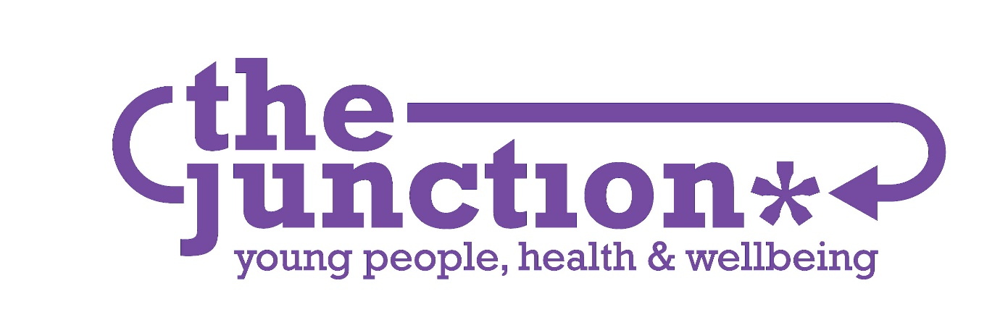 the
junction*
young people, health & wellbeing